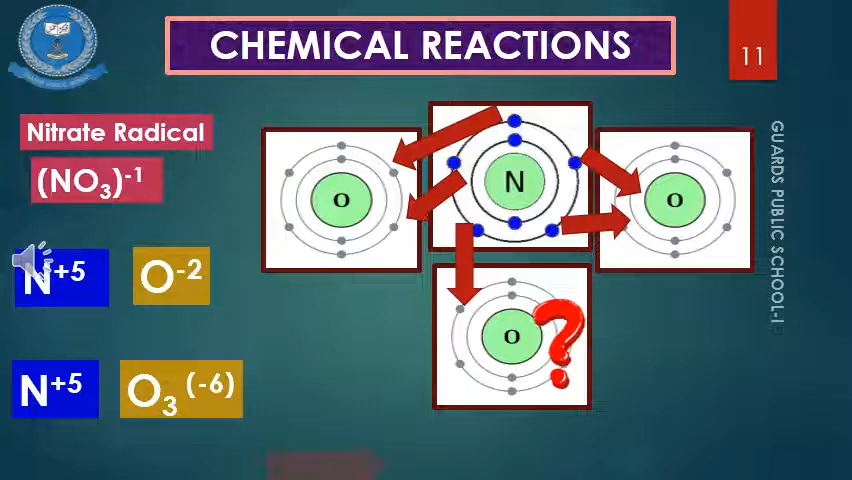 CHEMICAL REACTIONS
11
Nitrate Radical
(NO₃)⁻¹
N⁺⁵ O⁻²
N⁺⁵ O₃⁽⁻⁶⁾
O
N
O
O
?
GUARDS PUBLIC SCHOOL-I